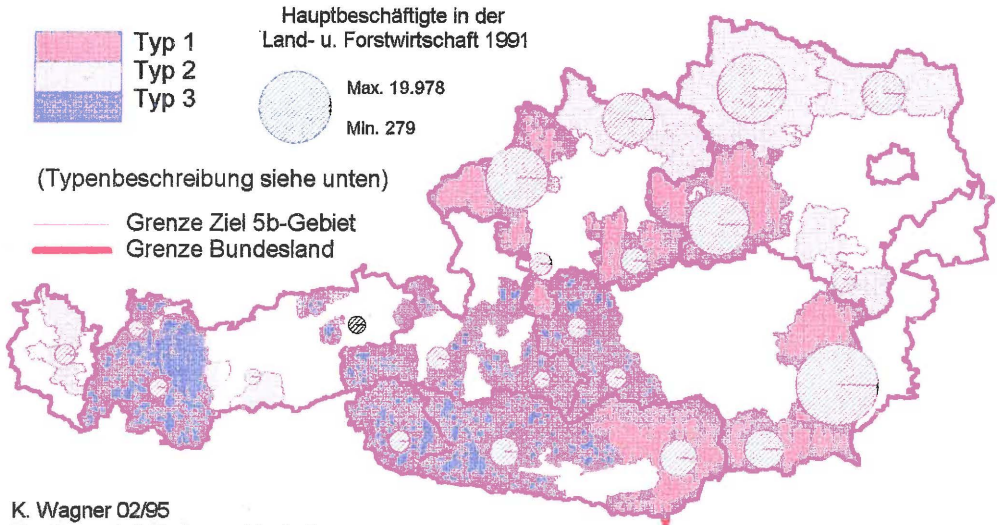 Typ 1
Typ 2
Typ 3
Hauptbeschäftigte in der
Land- u. Forstwirtschaft 1991
Max. 19.978
Min. 279
(Typenbeschreibung siehe unten)
Grenze Ziel 5b-Gebiet
Grenze Bundesland
K. Wagner 02/95